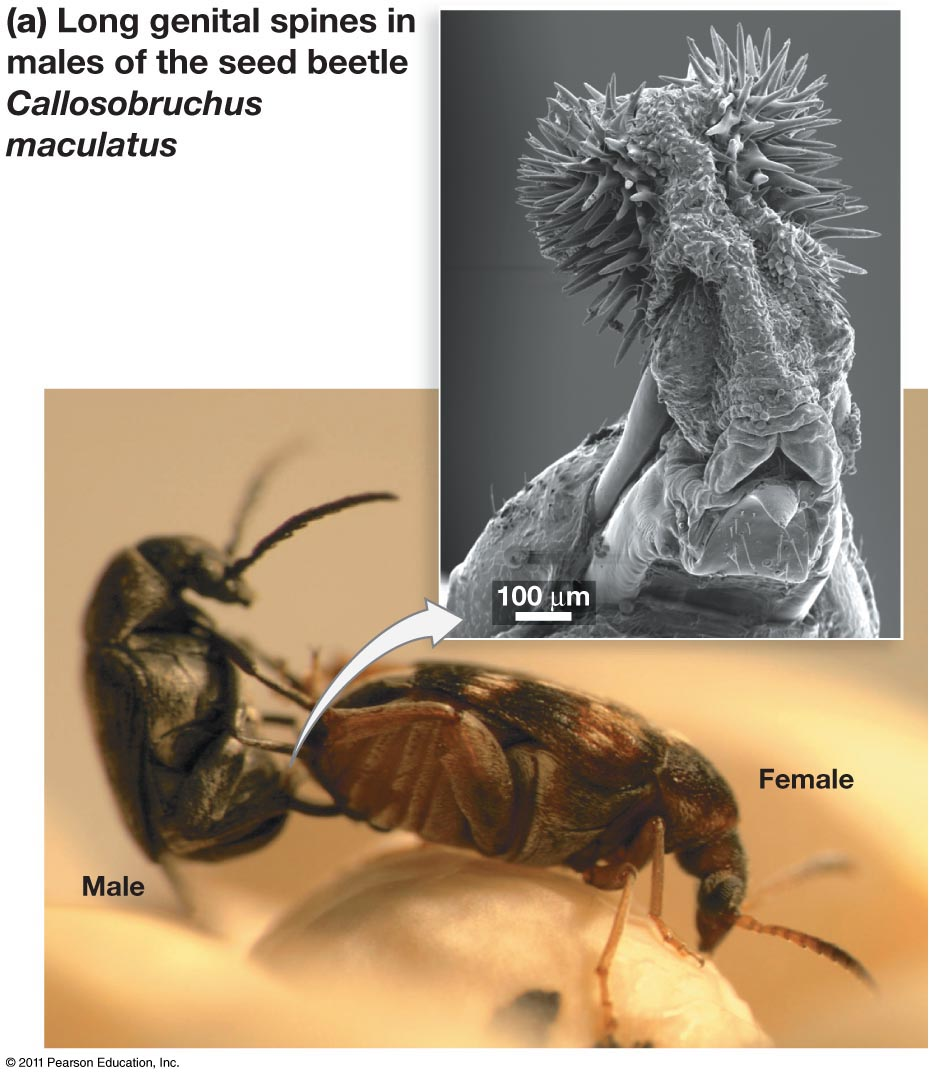 (a) Long genital spines in
males of the seed beetle
Callosobruchus
maculatus
100 μm
Female
Male
© 2011 Pearson Education, Inc.